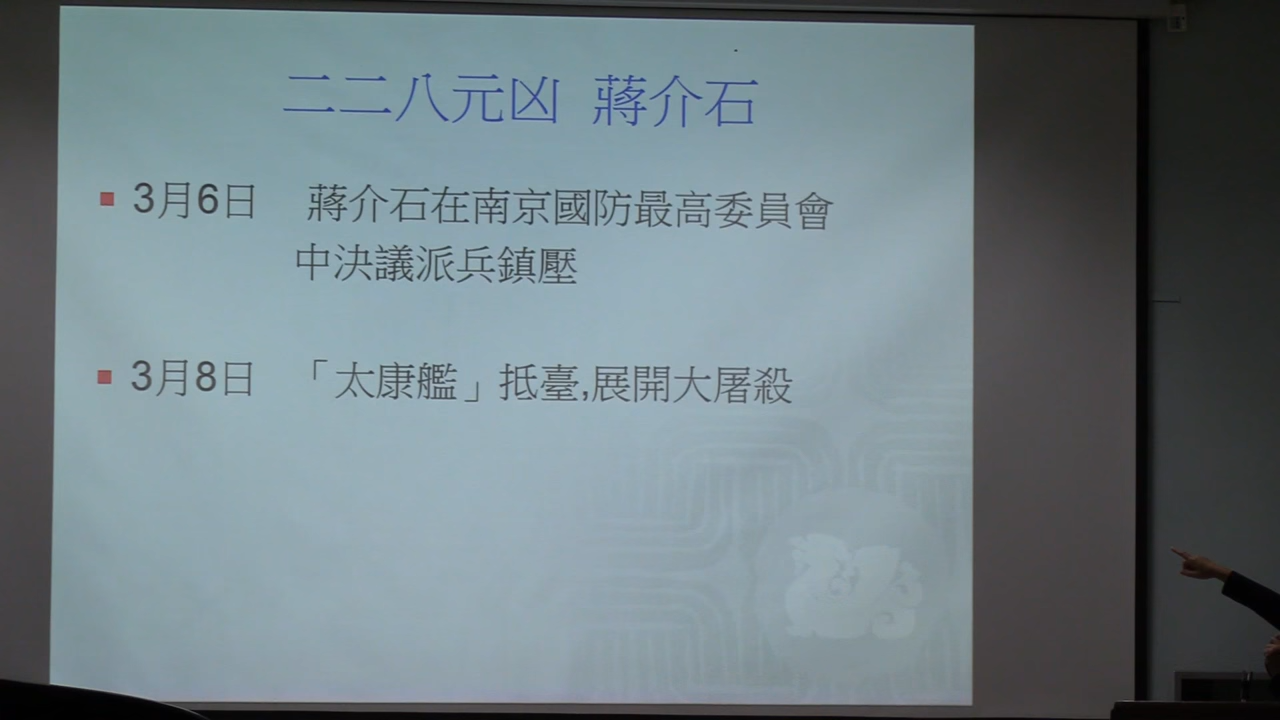 二二八元凶 蔣介石
3月6日 蔣介石在南京國防最高委員會
中決議派兵鎮壓
3月8日 「太康艦」抵臺,展開大屠殺